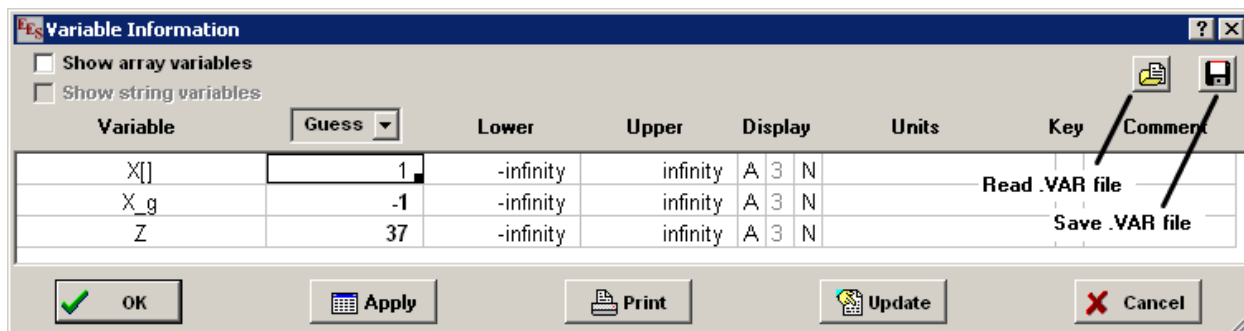 EES Variable Information ? ×
Show array variables
Show string variables
Variable Guess Lower Upper Display Units Key Comment
X[] 1 -infinity infinity A 3 N
X_g -1 -infinity infinity A 3 N
Z 37 -infinity infinity A 3 N
Read .VAR file
Save .VAR file
OK Apply Print Update Cancel